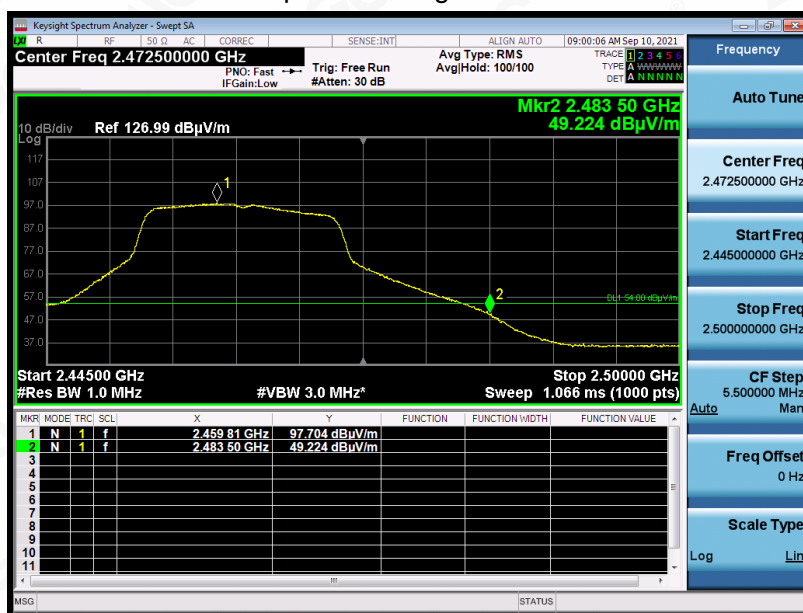 Keysight Spectrum Analyzer - Swept SA
LXI R RF 50 Ω AC CORREC SENSE:INT ALIGN AUTO 09:00:06 AM Sep 10, 2021
Center Freq 2.472500000 GHz
PNO: Fast
IFGain:Low
Trig: Free Run
#Atten: 30 dB
Avg Type: RMS
Avg|Hold: 100/100
TRACE 1 2 3 4 5 6
TYPE A WWWWW
DET A N N N N N
Mkr2 2.483 50 GHz
49.224 dBµV/m
10 dB/div Ref 126.99 dBµV/m
Log
117
107
97.0
87.0
77.0
67.0
57.0
47.0
37.0
1
2
DL1 54.00 dBµV/m
Start 2.44500 GHz Stop 2.50000 GHz
#Res BW 1.0 MHz #VBW 3.0 MHz* Sweep 1.066 ms (1000 pts)
MKR MODE TRC SCL X Y FUNCTION FUNCTION WIDTH FUNCTION VALUE
1 N 1 f 2.459 81 GHz 97.704 dBµV/m
2 N 1 f 2.483 50 GHz 49.224 dBµV/m
3
4
5
6
7
8
9
10
11
MSG STATUS
Frequency
Auto Tune
Center Freq
2.472500000 GHz
Start Freq
2.445000000 GHz
Stop Freq
2.500000000 GHz
CF Step
5.500000 MHz
Auto Man
Freq Offset
0 Hz
Scale Type
Log Lin